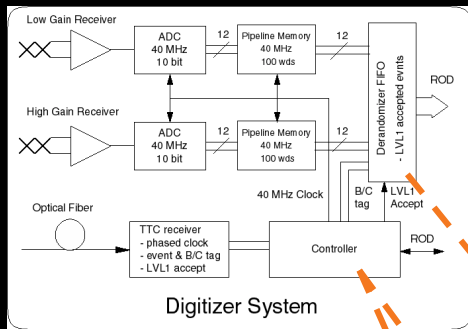 Low Gain Receiver
ADC
40 MHz
10 bit
12
Pipeline Memory
40 MHz
100 wds
12
Derandomizer FIFO
- LVL1 accepted evnts
ROD
High Gain Receiver
ADC
40 MHz
10 bit
12
Pipeline Memory
40 MHz
100 wds
12
40 MHz Clock
B/C
tag
LVL1
Accept
Optical Fiber
TTC receiver
- phased clock
- event & B/C tag
- LVL1 accept
Controller
ROD
Digitizer System